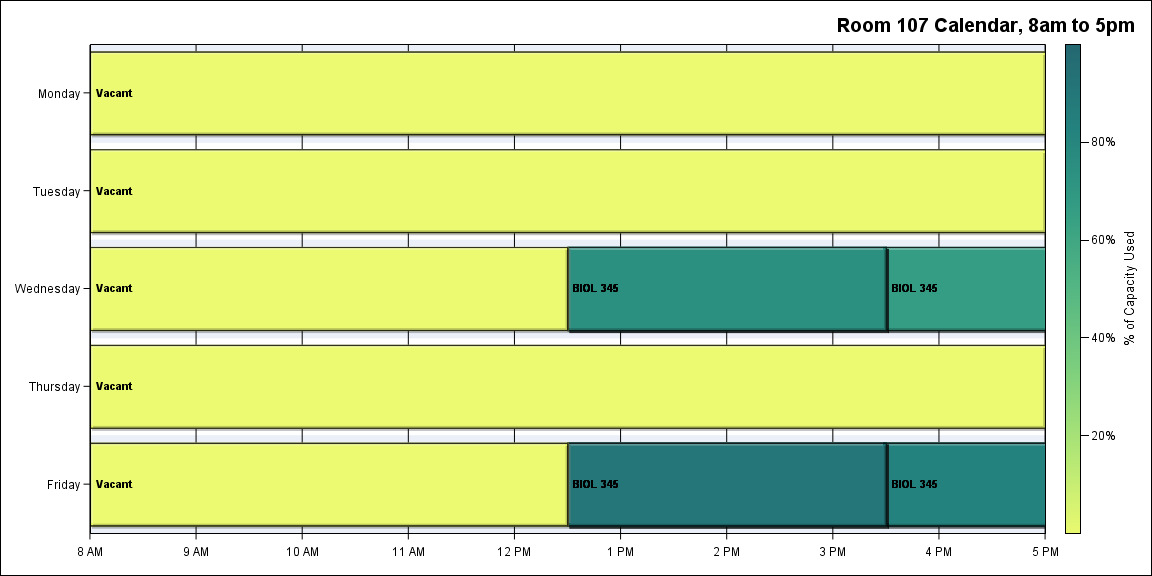 Room 107 Calendar, 8am to 5pm
Monday
Vacant
Tuesday
Vacant
Wednesday
Vacant
BIOL 345
BIOL 345
Thursday
Vacant
Friday
Vacant
BIOL 345
BIOL 345
8 AM
9 AM
10 AM
11 AM
12 PM
1 PM
2 PM
3 PM
4 PM
5 PM
80%
60%
40%
20%
% of Capacity Used